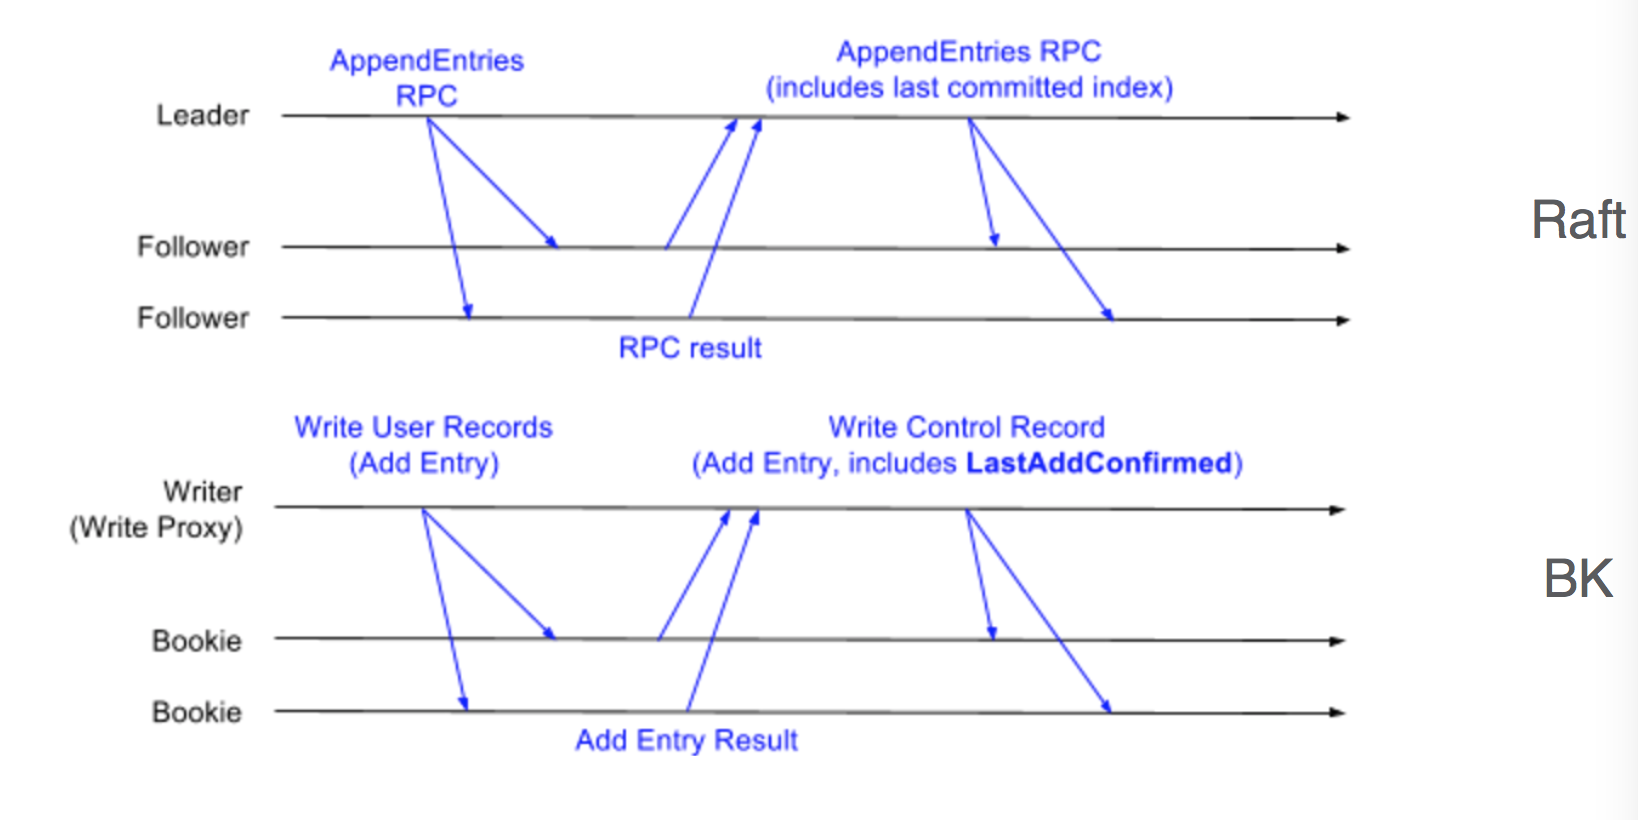 AppendEntries
RPC
AppendEntries RPC
(includes last committed index)
Leader
Follower
Follower
RPC result
Raft
Write User Records
(Add Entry)
Write Control Record
(Add Entry, includes LastAddConfirmed)
Writer
(Write Proxy)
Bookie
Bookie
Add Entry Result
BK